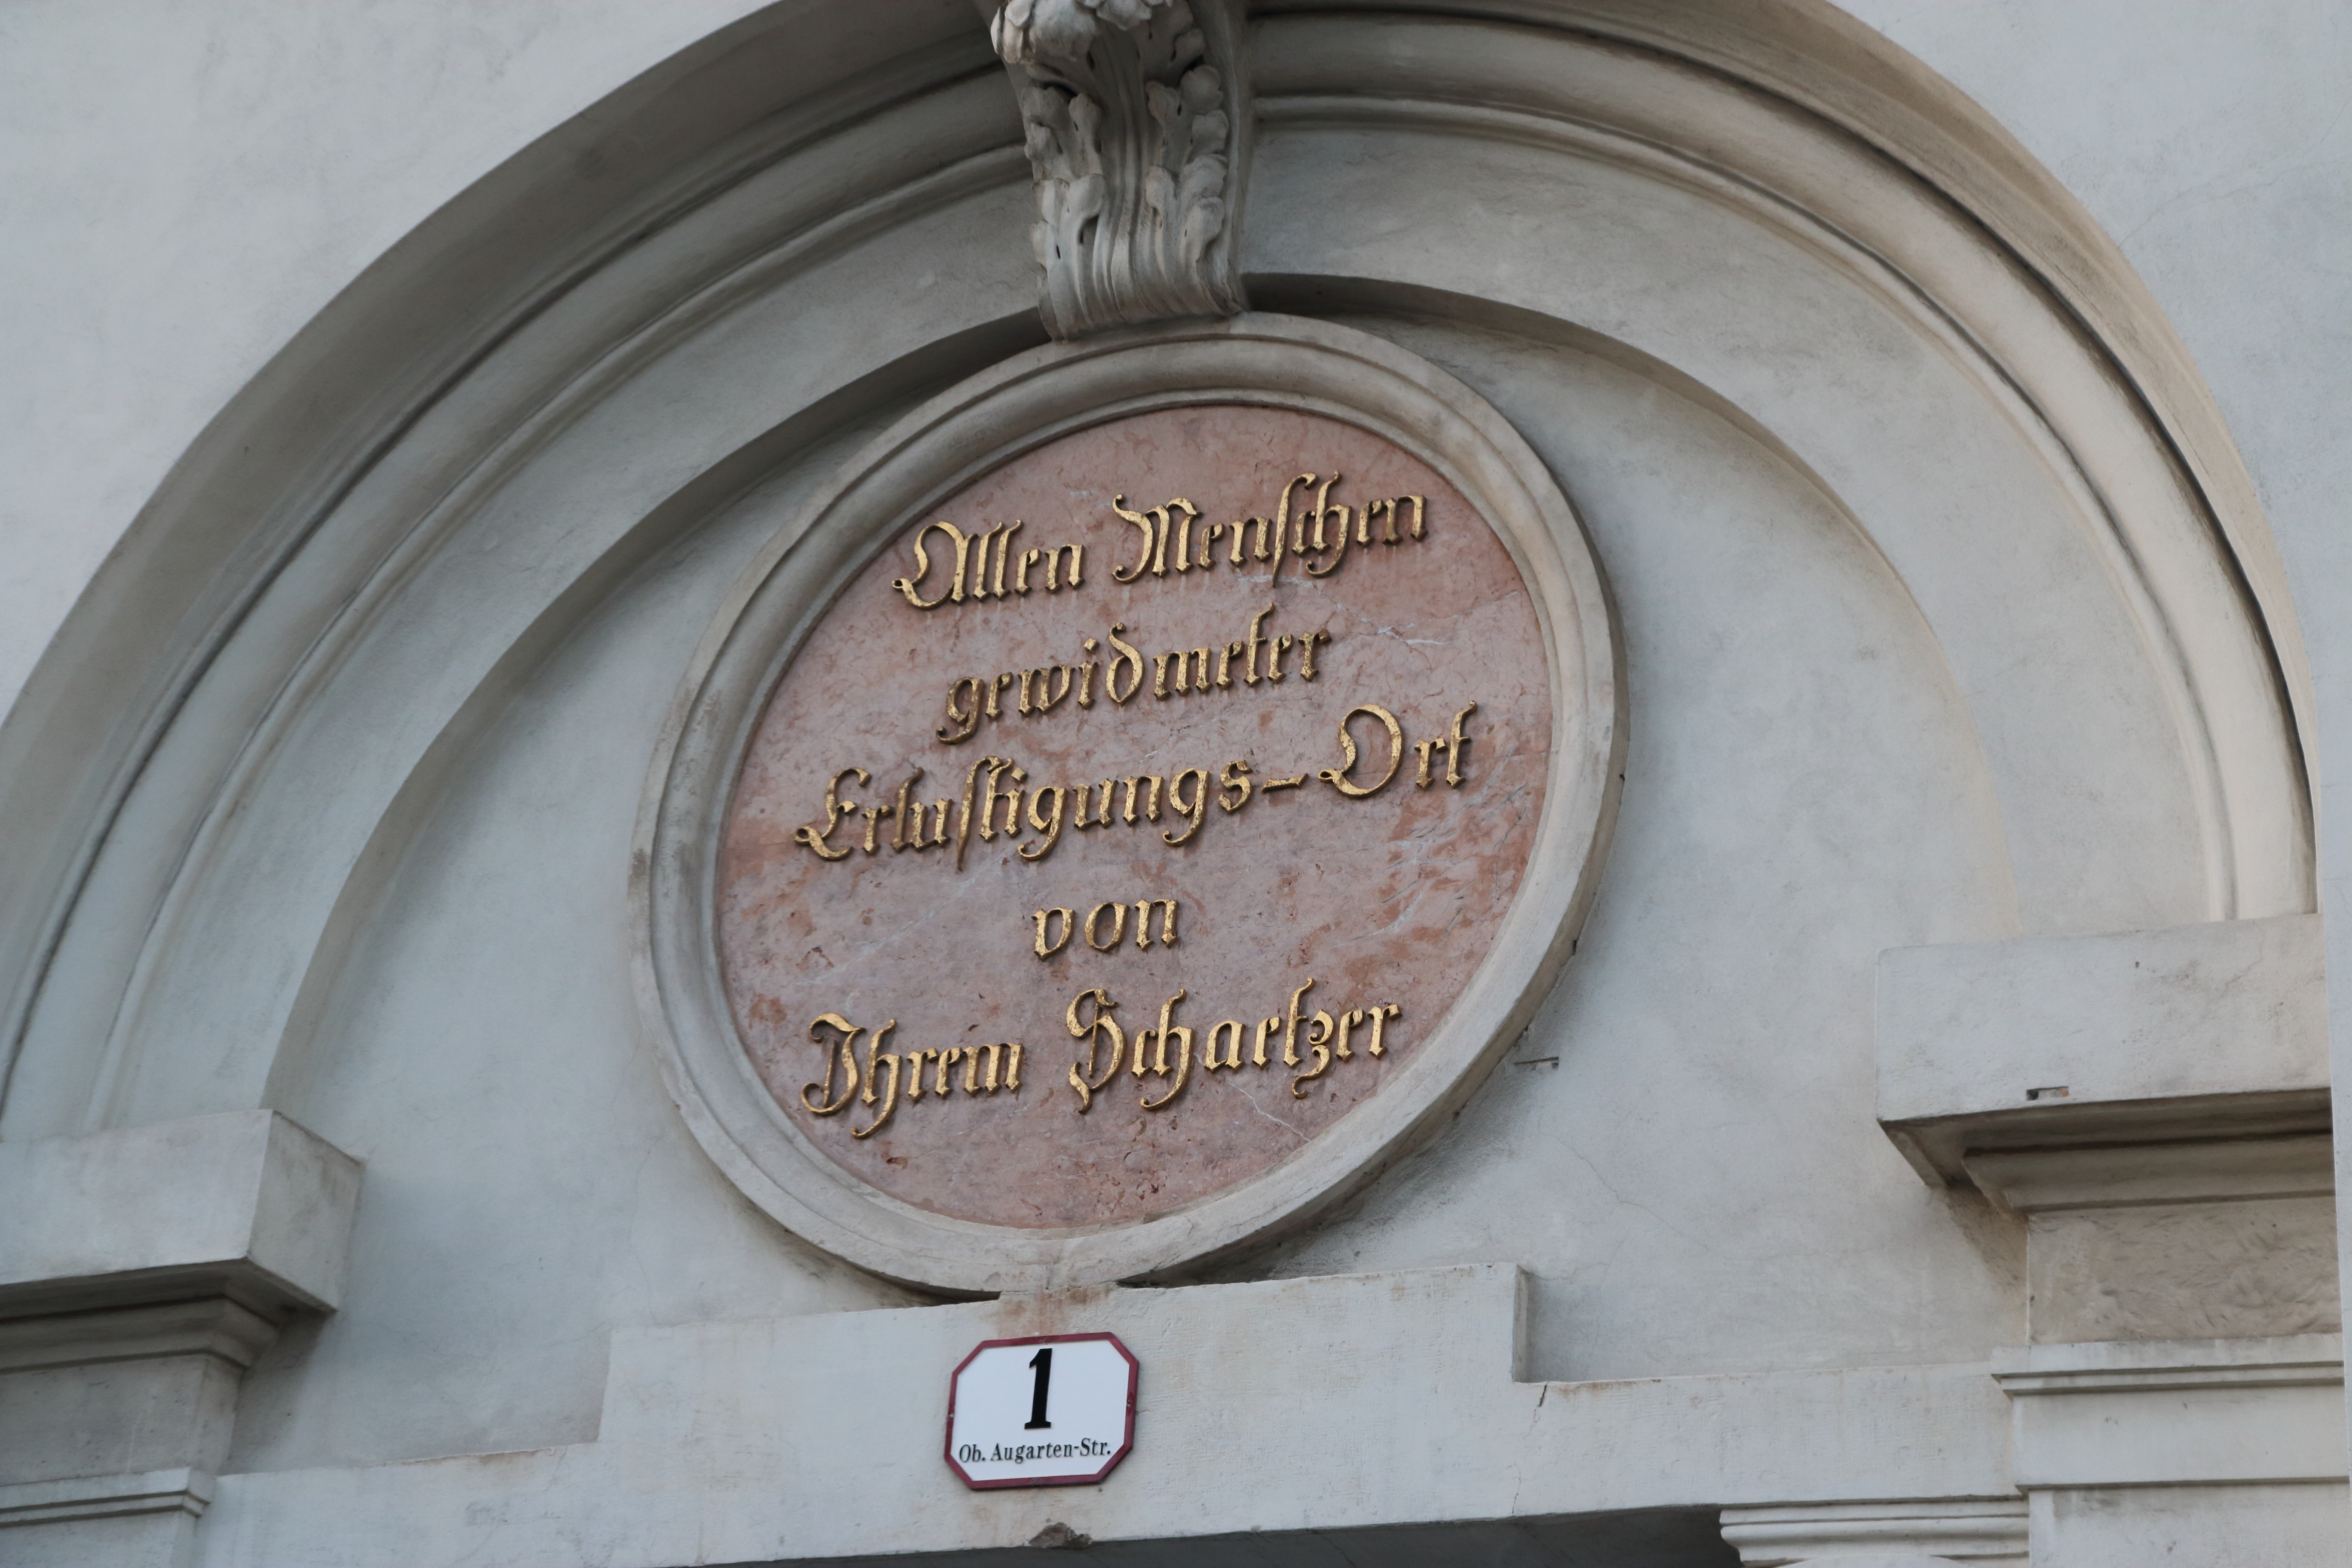 Allen Menſchen
gewidmeter
Erluſtigungs-Ort
von
Ihrem Schaetzer
1
Ob. Augarten-Str.